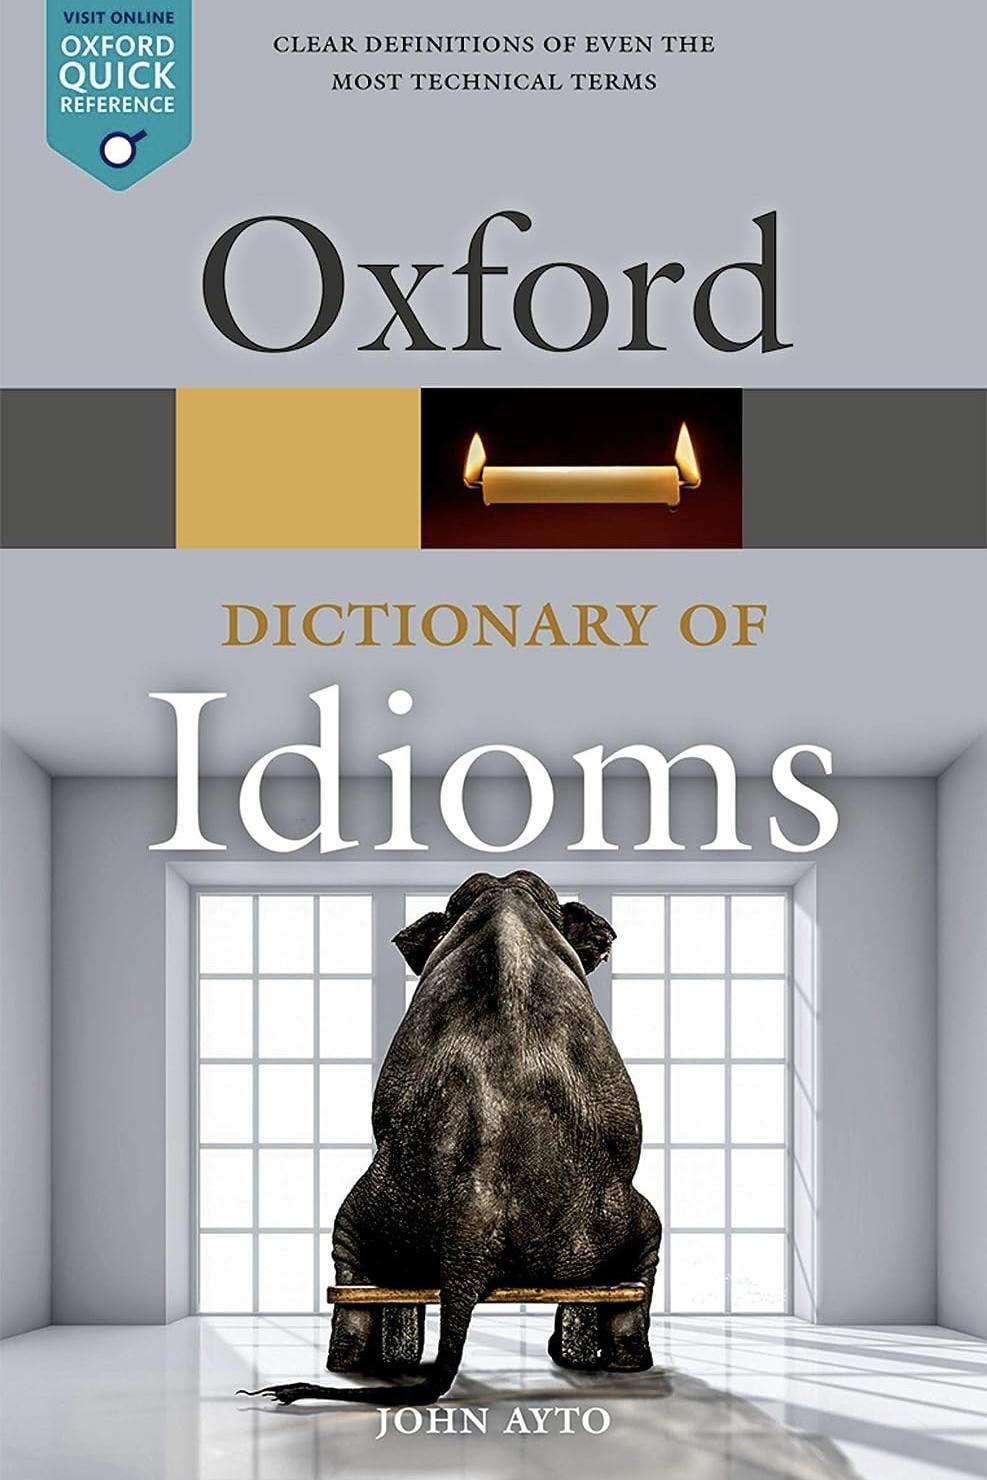 VISIT ONLINE
OXFORD
QUICK
REFERENCE
CLEAR DEFINITIONS OF EVEN THE
MOST TECHNICAL TERMS
Oxford
DICTIONARY OF
Idioms
JOHN AYTO